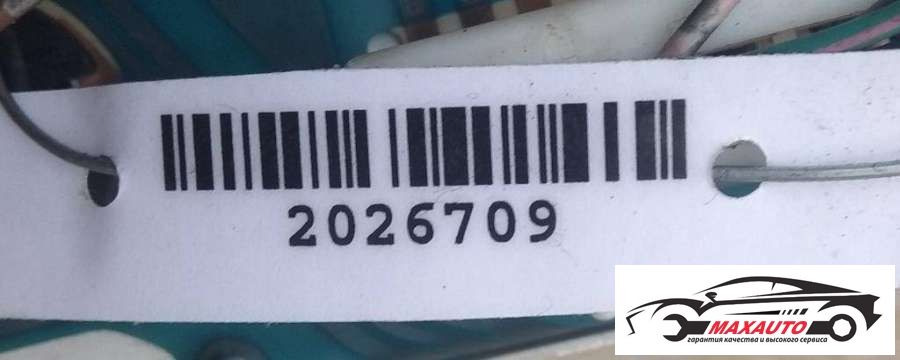 2026709
MAXAUTO
гарантия качества и высокого сервиса